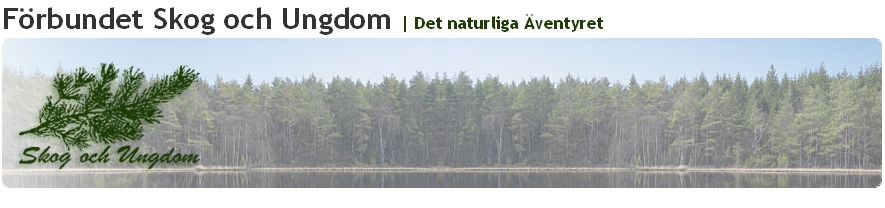 Förbundet Skog och Ungdom | Det naturliga Äventyret
Skog och Ungdom